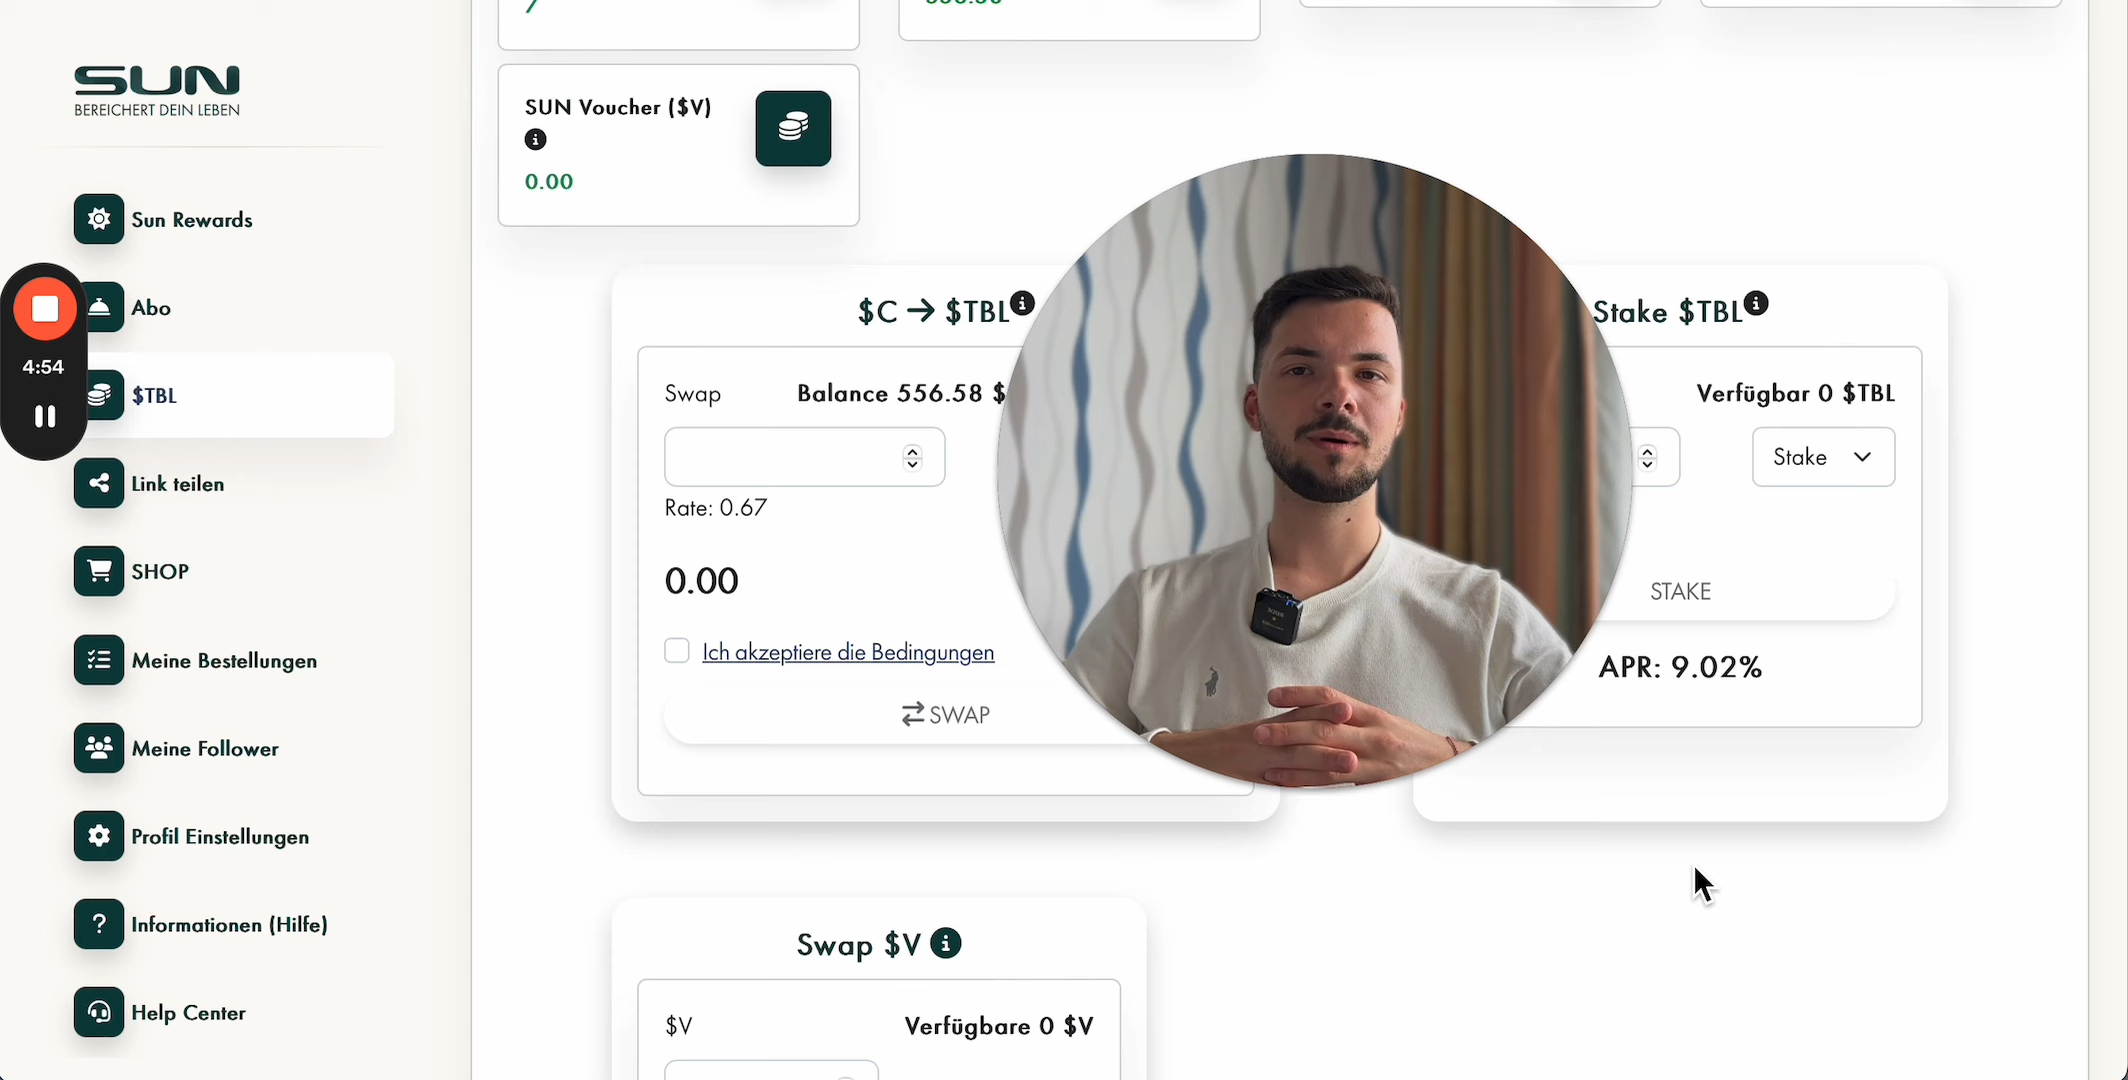 SUN
BEREICHERT DEIN LEBEN
Sun Rewards
Abo
4:54
$TBL
Link teilen
SHOP
Meine Bestellungen
Meine Follower
Profil Einstellungen
Informationen (Hilfe)
Help Center
SUN Voucher ($V)
0.00
$C → $TBL
Swap
Balance 556.58 $
Rate: 0.67
0.00
Ich akzeptiere die Bedingungen
SWAP
Stake $TBL
Verfügbar 0 $TBL
Stake
STAKE
APR: 9.02%
Swap $V
$V
Verfügbare 0 $V